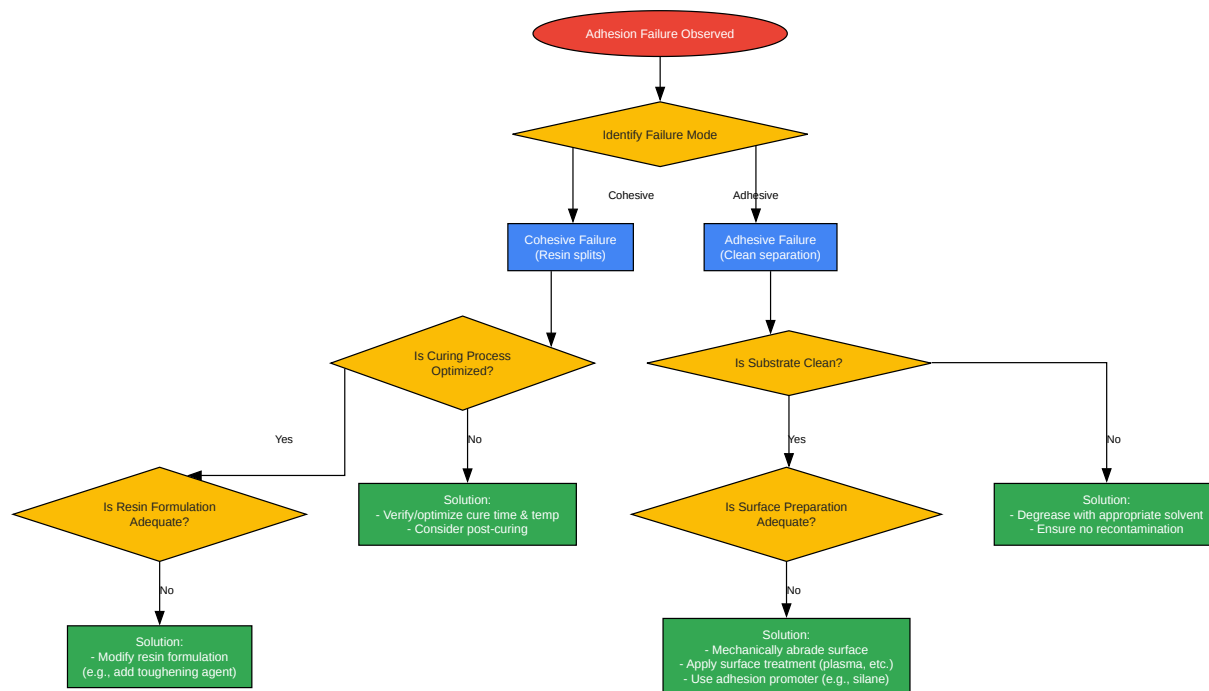 Adhesion Failure Observed
Identify Failure Mode
Cohesive
Adhesive
Cohesive Failure
(Resin splits)
Adhesive Failure
(Clean separation)
Is Curing Process
Optimized?
Is Substrate Clean?
Yes
No
Yes
No
Is Resin Formulation
Adequate?
Solution:
- Verify/optimize cure time & temp
- Consider post-curing
Is Surface Preparation
Adequate?
Solution:
- Degrease with appropriate solvent
- Ensure no recontamination
No
No
Solution:
- Modify resin formulation
(e.g., add toughening agent)
Solution:
- Mechanically abrade surface
- Apply surface treatment (plasma, etc.)
- Use adhesion promoter (e.g., silane)